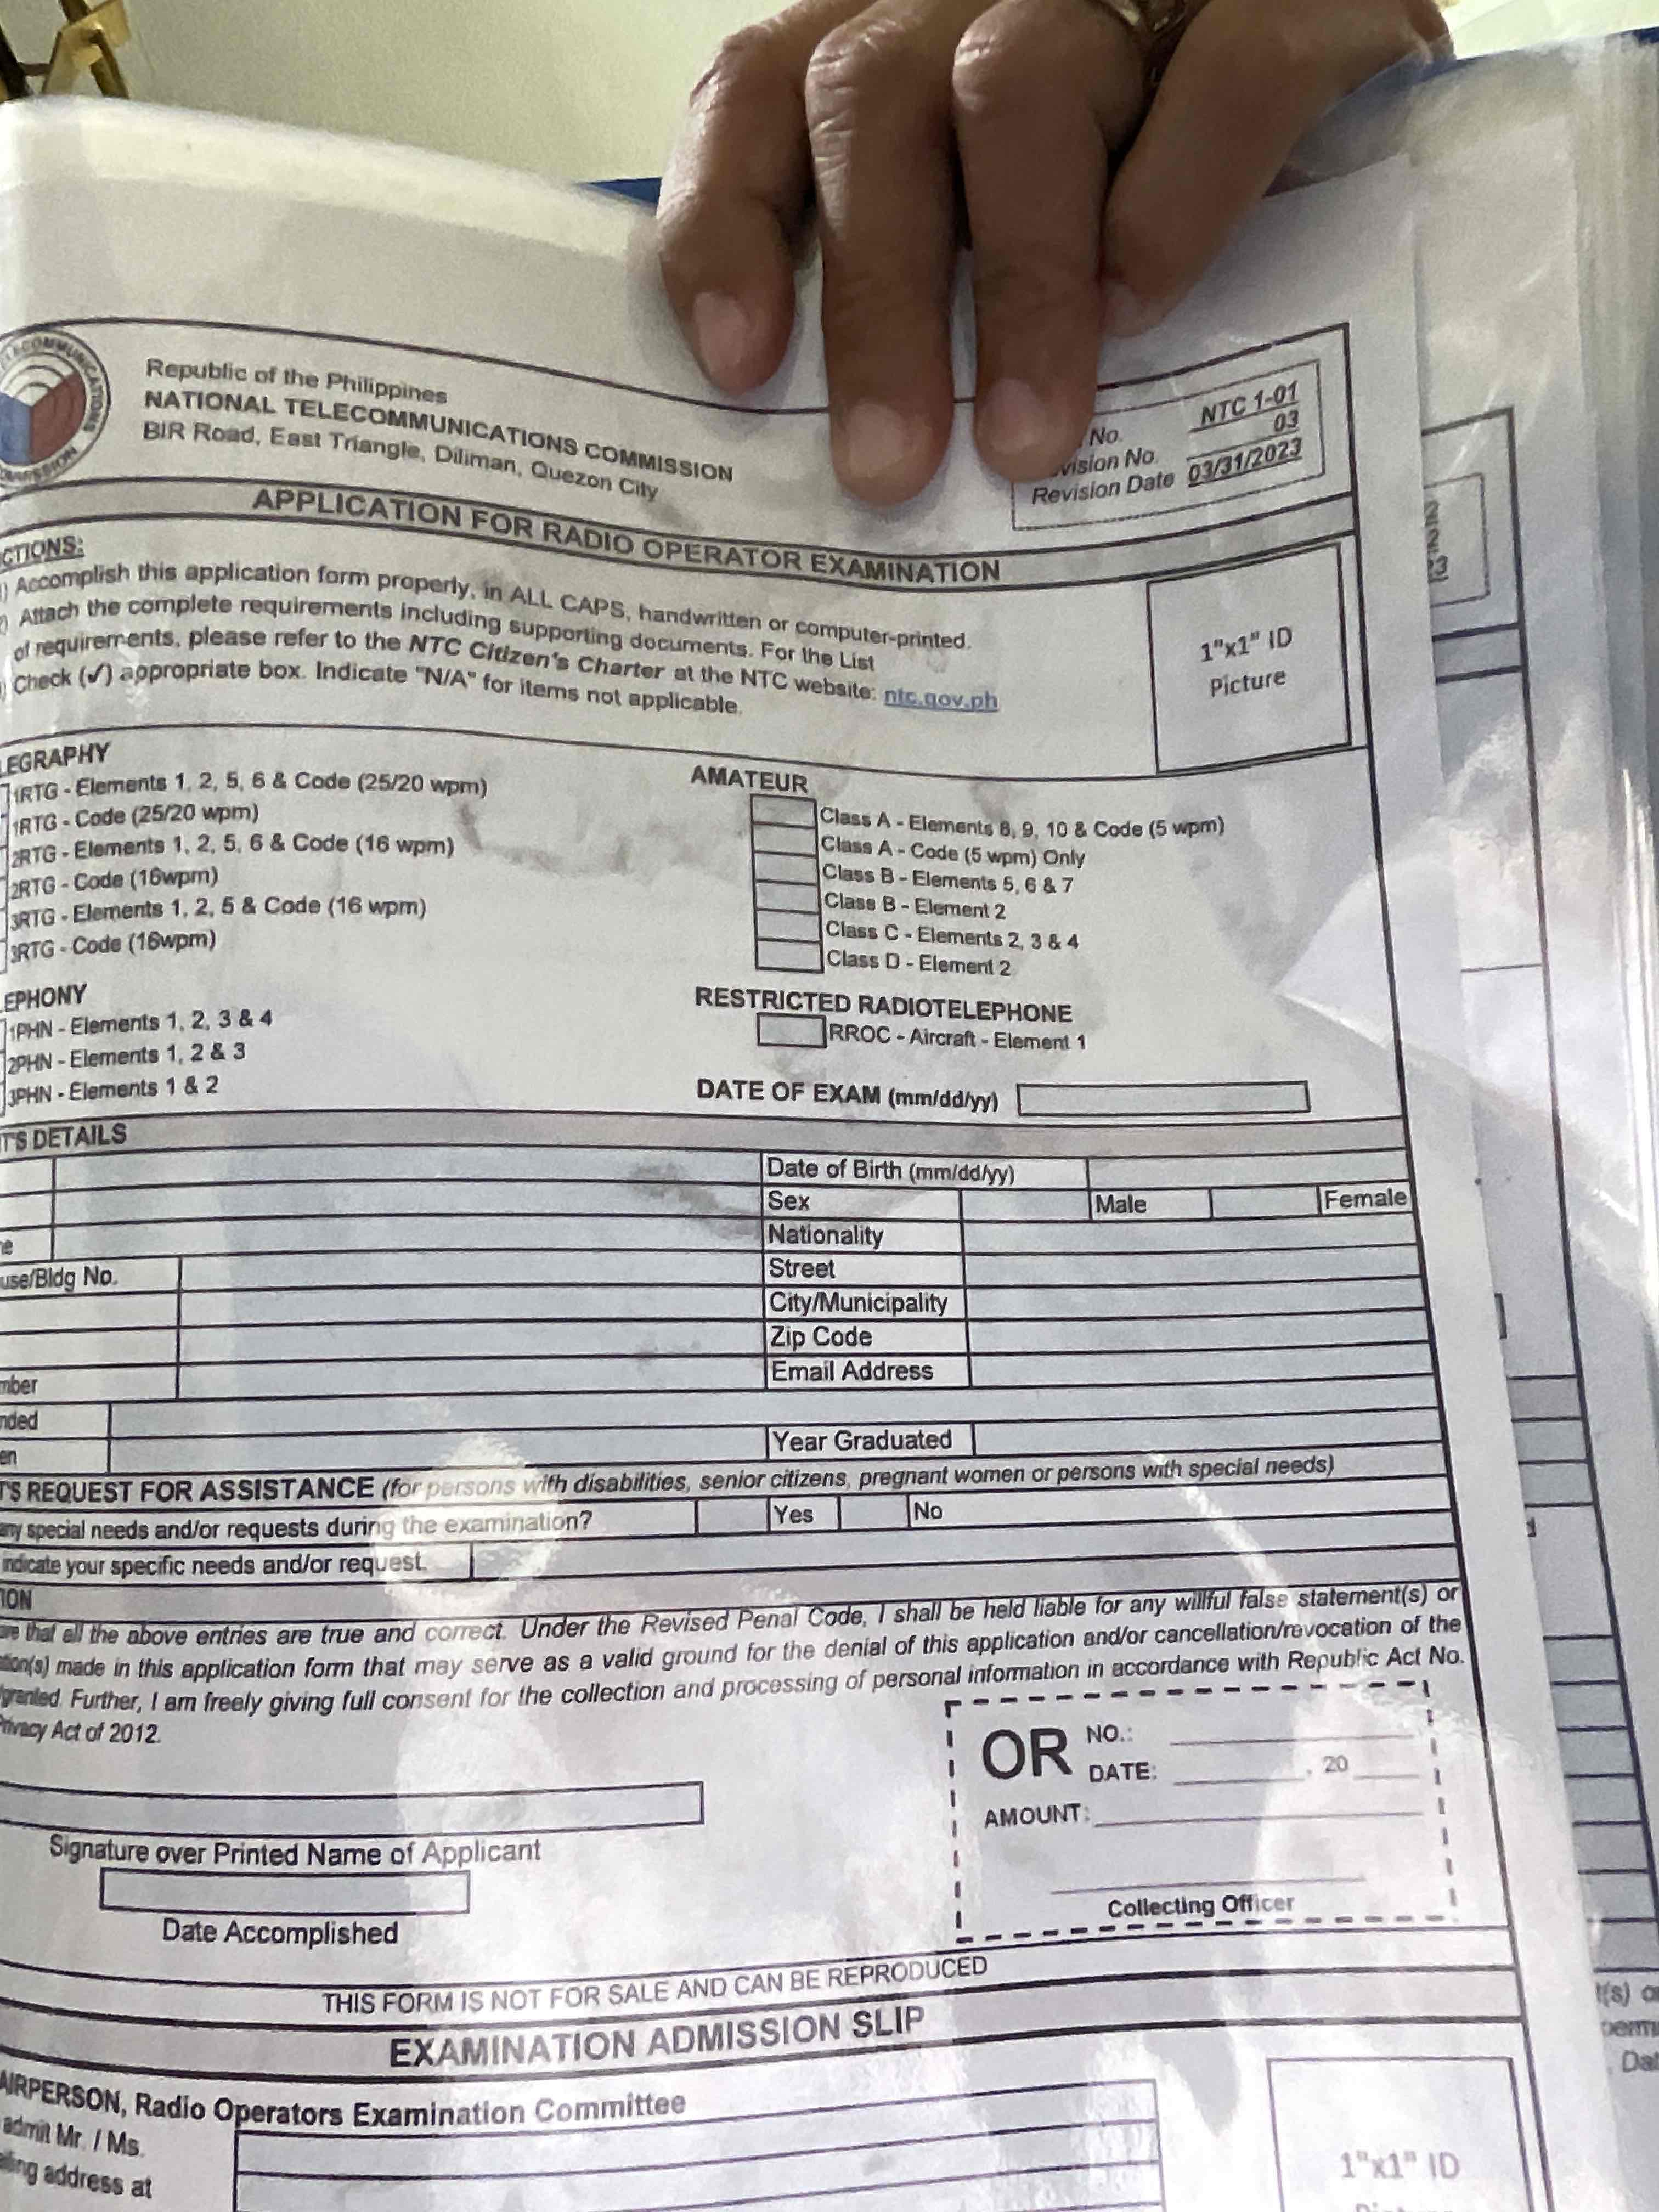 Republic of the Philippines
NATIONAL TELECOMMUNICATIONS COMMISSION
BIR Road, East Triangle, Diliman, Quezon City
No. NTC 1-01
No. 03
Revision Date 03/31/2023
APPLICATION FOR RADIO OPERATOR EXAMINATION
CTIONS:
Accomplish this application form properly, in ALL CAPS, handwritten or computer-printed.
Attach the complete requirements including supporting documents. For the List
of requirements, please refer to the NTC Citizen's Charter at the NTC website: ntc.gov.ph
Check (✓) appropriate box. Indicate "N/A" for items not applicable.
1"x1" ID
Picture
LEGRAPHY
1RTG - Elements 1, 2, 5, 6 & Code (25/20 wpm)
1RTG - Code (25/20 wpm)
2RTG - Elements 1, 2, 5, 6 & Code (16 wpm)
2RTG - Code (16wpm)
3RTG - Elements 1, 2, 5 & Code (16 wpm)
3RTG - Code (16wpm)
EPHONY
1PHN - Elements 1, 2, 3 & 4
2PHN - Elements 1, 2 & 3
3PHN - Elements 1 & 2
AMATEUR
Class A - Elements 8, 9, 10 & Code (5 wpm)
Class A - Code (5 wpm) Only
Class B - Elements 5, 6 & 7
Class B - Element 2
Class C - Elements 2, 3 & 4
Class D - Element 2
RESTRICTED RADIOTELEPHONE
RROC - Aircraft - Element 1
DATE OF EXAM (mm/dd/yy)
T'S DETAILS
Date of Birth (mm/dd/yy)
Sex Male Female
Nationality
use/Bldg No. Street
City/Municipality
Zip Code
mber Email Address
nded
en Year Graduated
T'S REQUEST FOR ASSISTANCE (for persons with disabilities, senior citizens, pregnant women or persons with special needs)
any special needs and/or requests during the examination? Yes No
indicate your specific needs and/or request.
ION
are that all the above entries are true and correct. Under the Revised Penal Code, I shall be held liable for any willful false statement(s) or
tion(s) made in this application form that may serve as a valid ground for the denial of this application and/or cancellation/revocation of the
granted. Further, I am freely giving full consent for the collection and processing of personal information in accordance with Republic Act No.
Privacy Act of 2012.
OR NO.:
DATE: , 20
AMOUNT:
Collecting Officer
Signature over Printed Name of Applicant
Date Accomplished
THIS FORM IS NOT FOR SALE AND CAN BE REPRODUCED
EXAMINATION ADMISSION SLIP
AIRPERSON, Radio Operators Examination Committee
admit Mr. / Ms.
address at
1"x1" ID